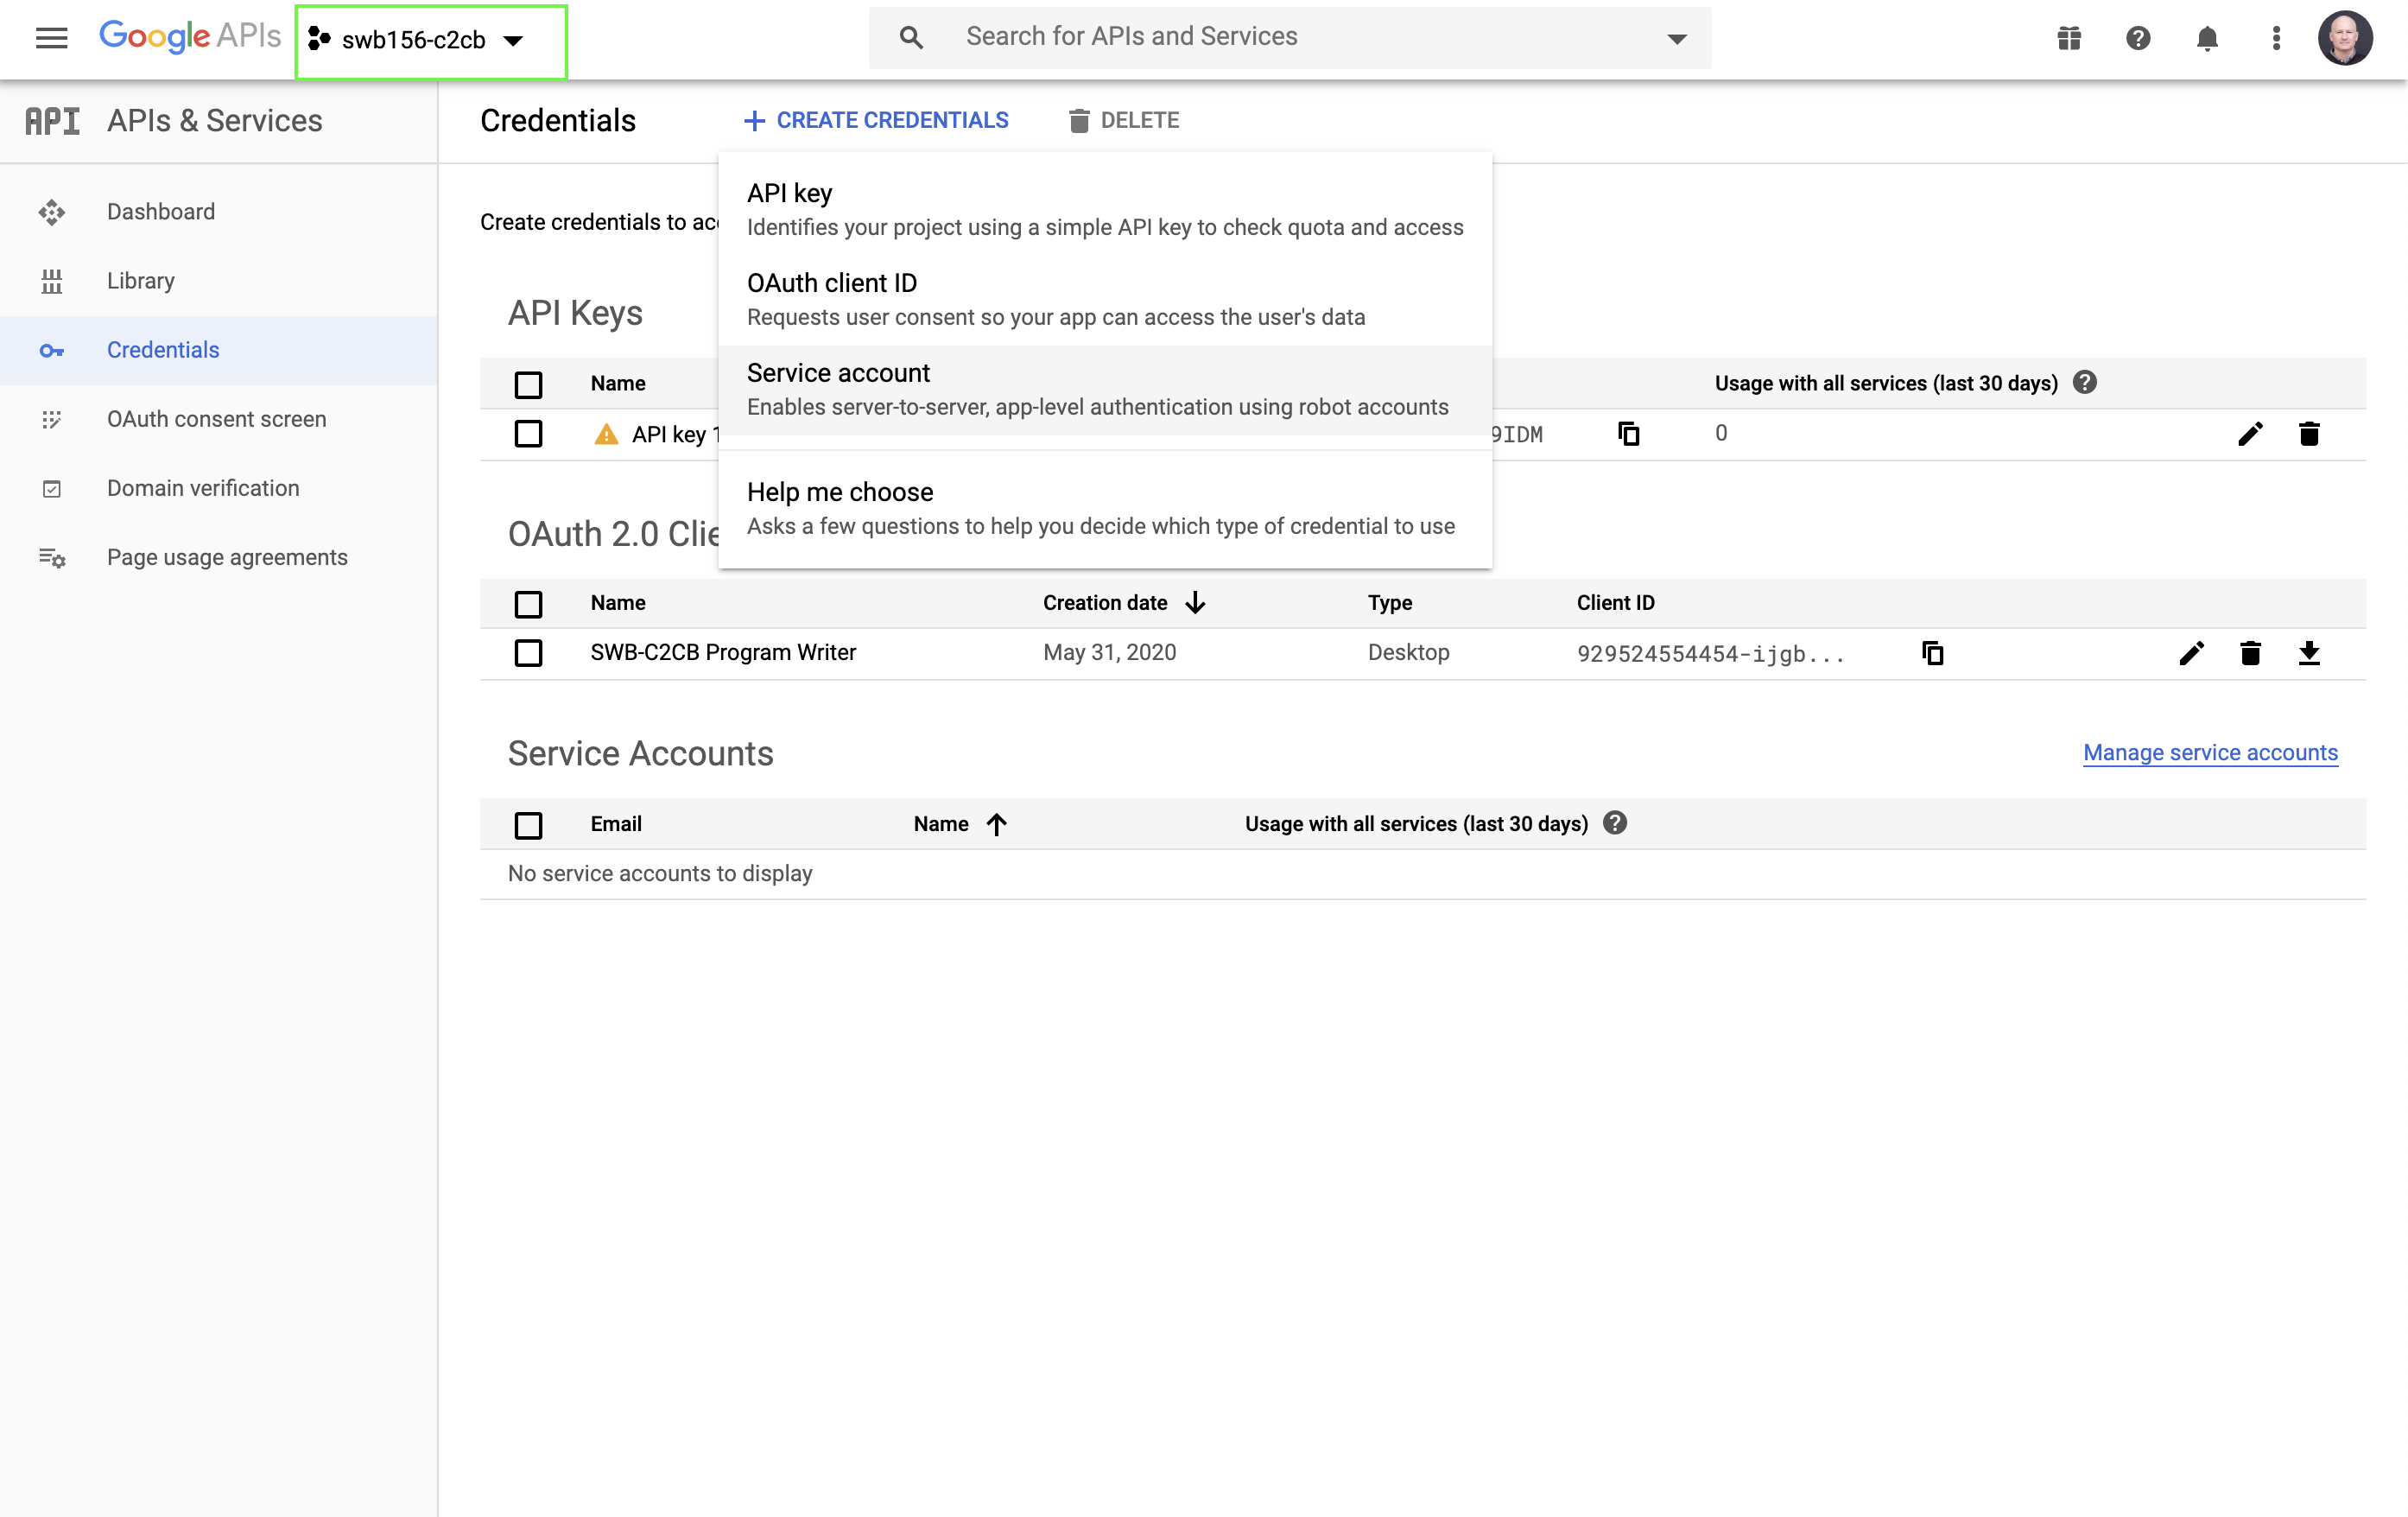 Google APIs
swb156-c2cb
Search for APIs and Services
API
APIs & Services
Credentials
CREATE CREDENTIALS
DELETE
Dashboard
Library
Credentials
OAuth consent screen
Domain verification
Page usage agreements
Create credentials to acc
API key
Identifies your project using a simple API key to check quota and access
OAuth client ID
Requests user consent so your app can access the user's data
Service account
Enables server-to-server, app-level authentication using robot accounts
Help me choose
Asks a few questions to help you decide which type of credential to use
API Keys
Name
Usage with all services (last 30 days)
API key 1
9IDM
0
OAuth 2.0 Clie
Name
Creation date
Type
Client ID
SWB-C2CB Program Writer
May 31, 2020
Desktop
929524554454-ijgb...
Service Accounts
Manage service accounts
Email
Name
Usage with all services (last 30 days)
No service accounts to display